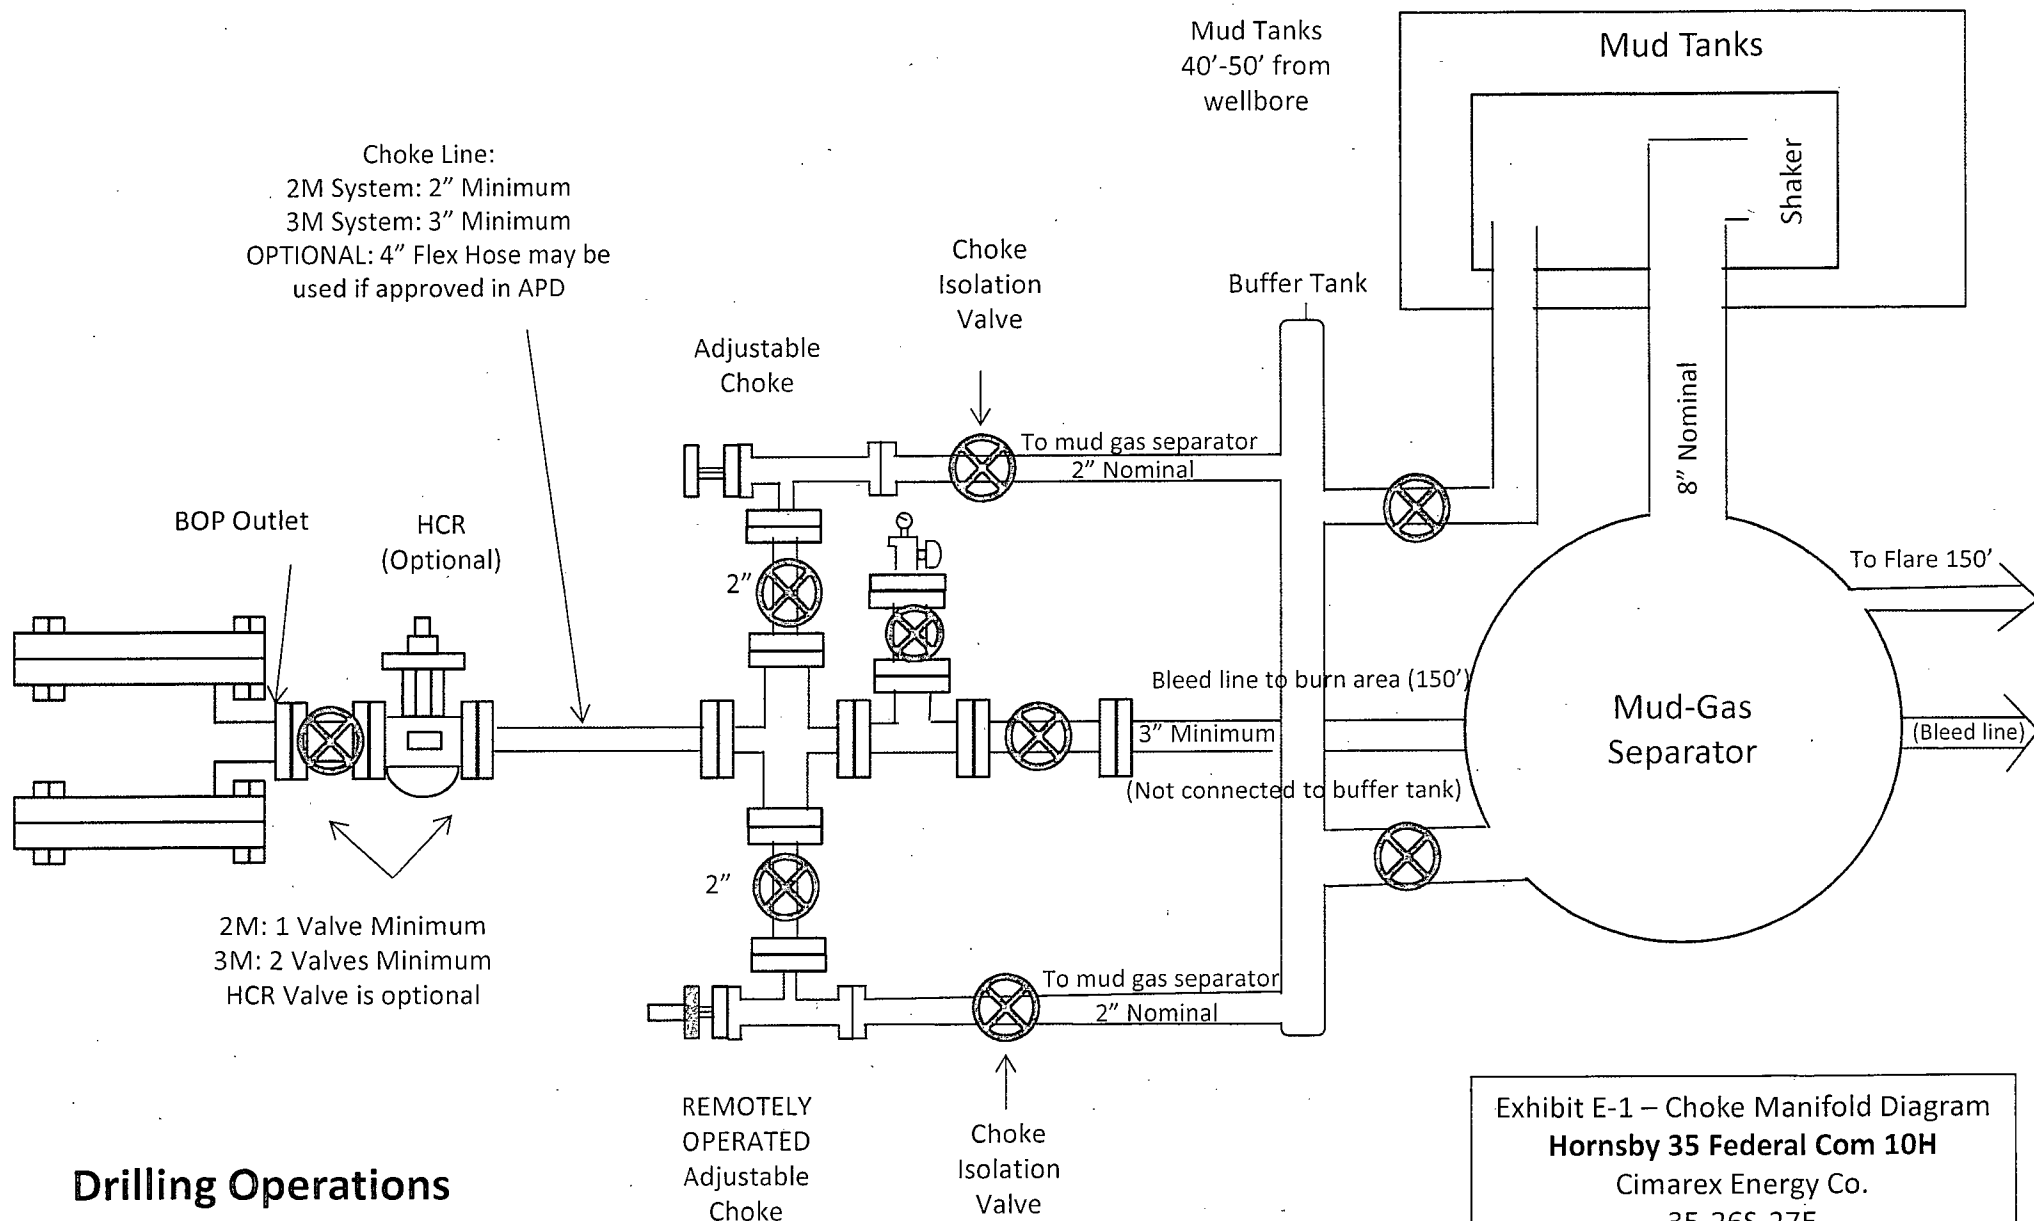 Mud Tanks
40'-50' from
wellbore
Mud Tanks
Shaker
Choke Line:
2M System: 2" Minimum
3M System: 3" Minimum
OPTIONAL: 4" Flex Hose may be
used if approved in APD
Choke
Isolation
Valve
Buffer Tank
Adjustable
Choke
8" Nominal
To mud gas separator
2" Nominal
BOP Outlet
HCR
(Optional)
2"
To Flare 150'
Bleed line to burn area (150')
3" Minimum
(Not connected to buffer tank)
Mud-Gas
Separator
(Bleed line)
2"
2M: 1 Valve Minimum
3M: 2 Valves Minimum
HCR Valve is optional
To mud gas separator
2" Nominal
REMOTELY
OPERATED
Adjustable
Choke
Choke
Isolation
Valve
Drilling Operations
Exhibit E-1 – Choke Manifold Diagram
Hornsby 35 Federal Com 10H
Cimarex Energy Co.
35-26S-27E